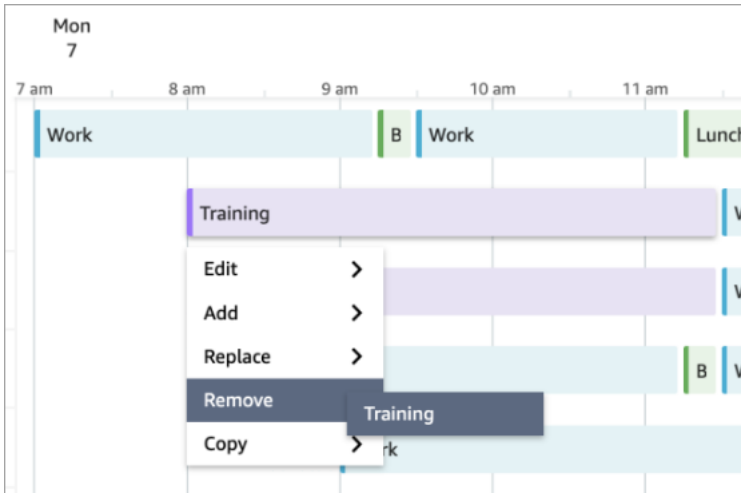 Mon
7
7 am 8 am 9 am 10 am 11 am
Work B Work Lunch
Training
Edit
Add
Replace
B
Remove
Training
Copy